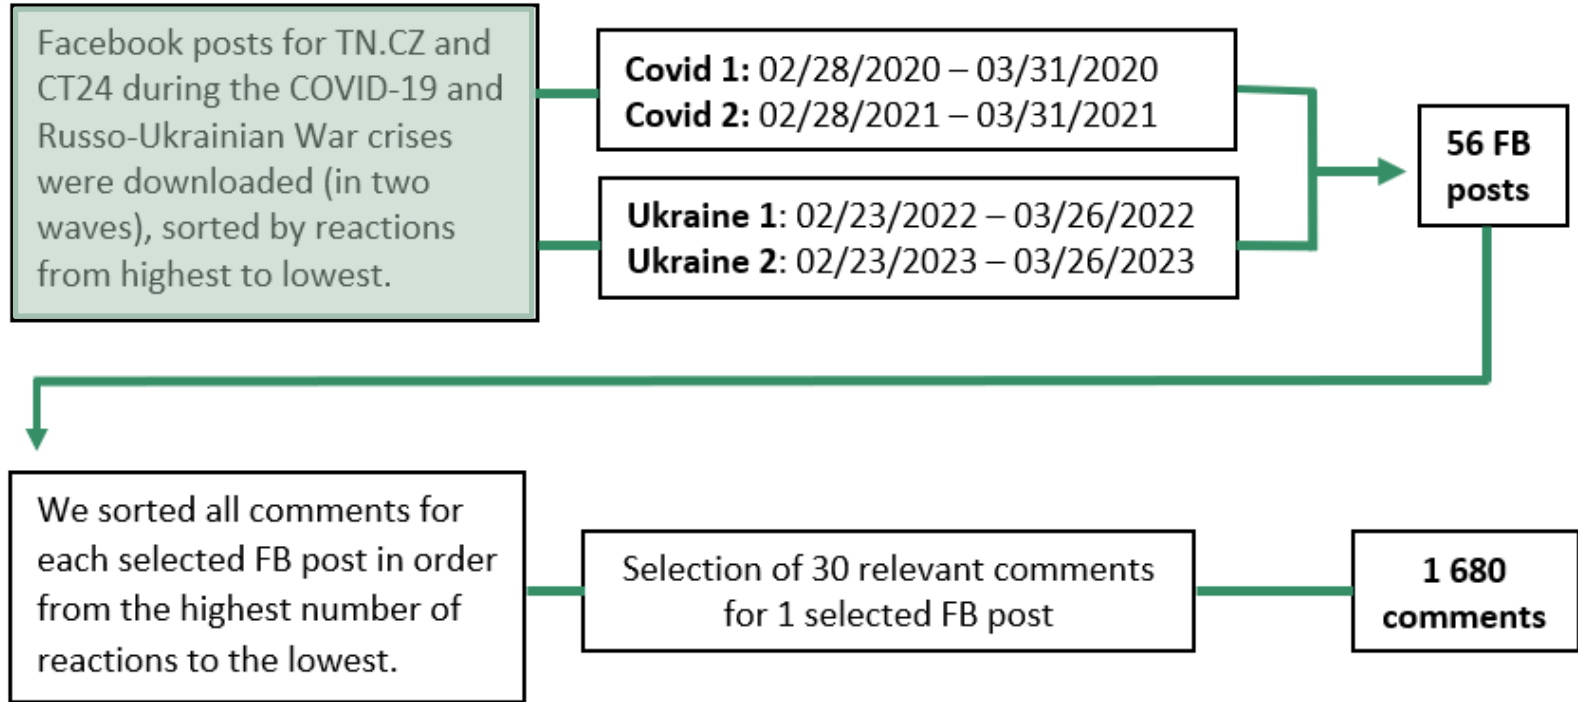 Facebook posts for TN.CZ and
CT24 during the COVID-19 and
Russo-Ukrainian War crises
were downloaded (in two
waves), sorted by reactions
from highest to lowest.
Covid 1: 02/28/2020 – 03/31/2020
Covid 2: 02/28/2021 – 03/31/2021
Ukraine 1: 02/23/2022 – 03/26/2022
Ukraine 2: 02/23/2023 – 03/26/2023
56 FB
posts
We sorted all comments for
each selected FB post in order
from the highest number of
reactions to the lowest.
Selection of 30 relevant comments
for 1 selected FB post
1 680
comments